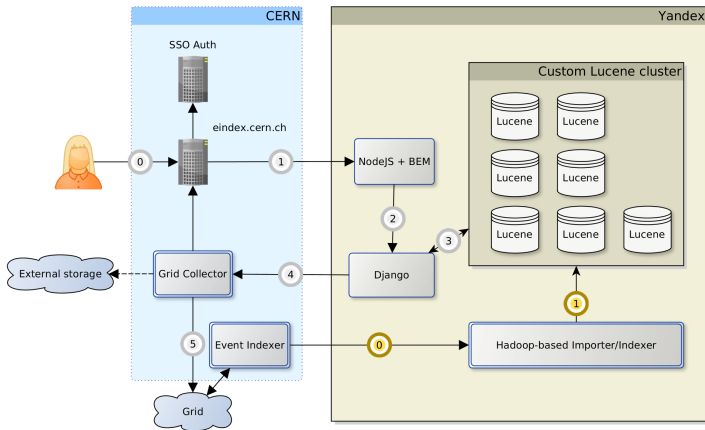 CERN
Yandex
SSO Auth
Custom Lucene cluster
eindex.cern.ch
Lucene
Lucene
0
1
NodeJS + BEM
Lucene
Lucene
2
Lucene
Lucene
Lucene
3
External storage
Grid Collector
4
Django
1
5
Event Indexer
0
Hadoop-based Importer/Indexer
Grid